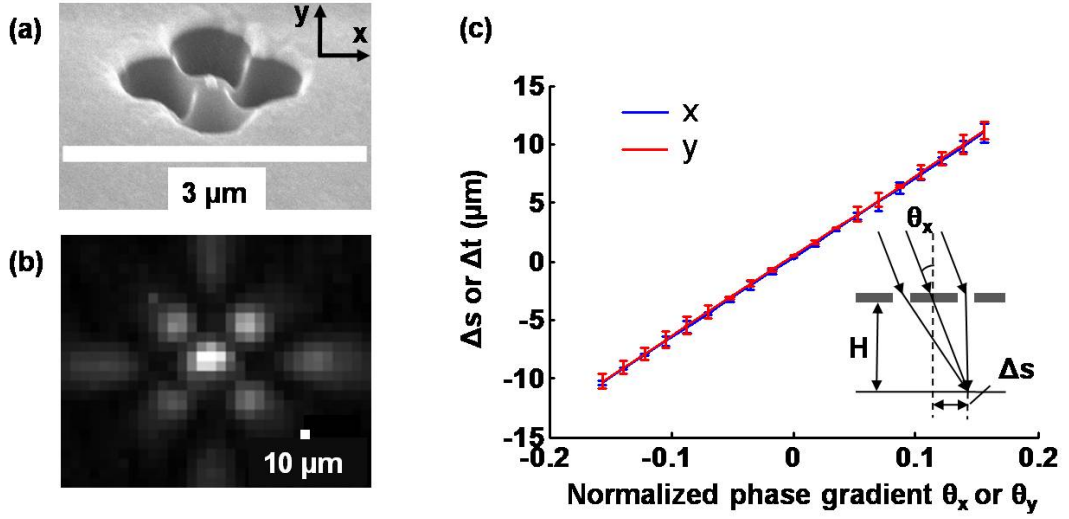 (a)
y
x
3 µm
(b)
10 µm
(c)
x
y
15
10
5
0
-5
-10
-15
-0.2
-0.1
0
0.1
0.2
Δs or Δt (µm)
Normalized phase gradient θx or θy
θx
H
Δs